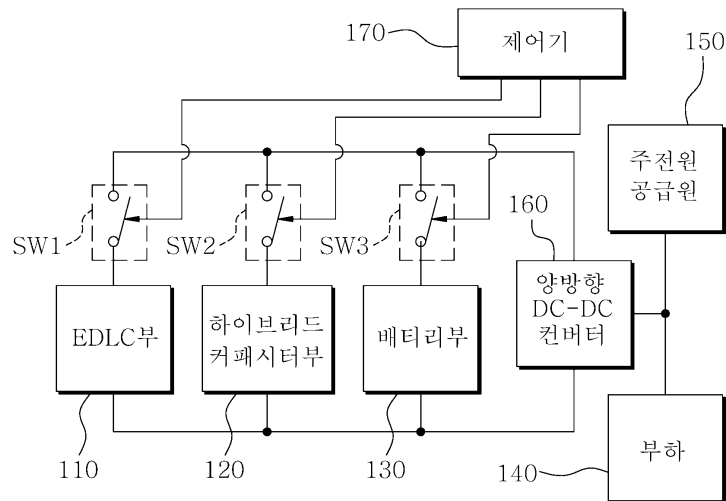 170
제어기
150
주전원
공급원
SW1
SW2
SW3
160
양방향
DC-DC
컨버터
EDLC부
하이브리드
커패시터부
배터리부
110
120
130
140
부하